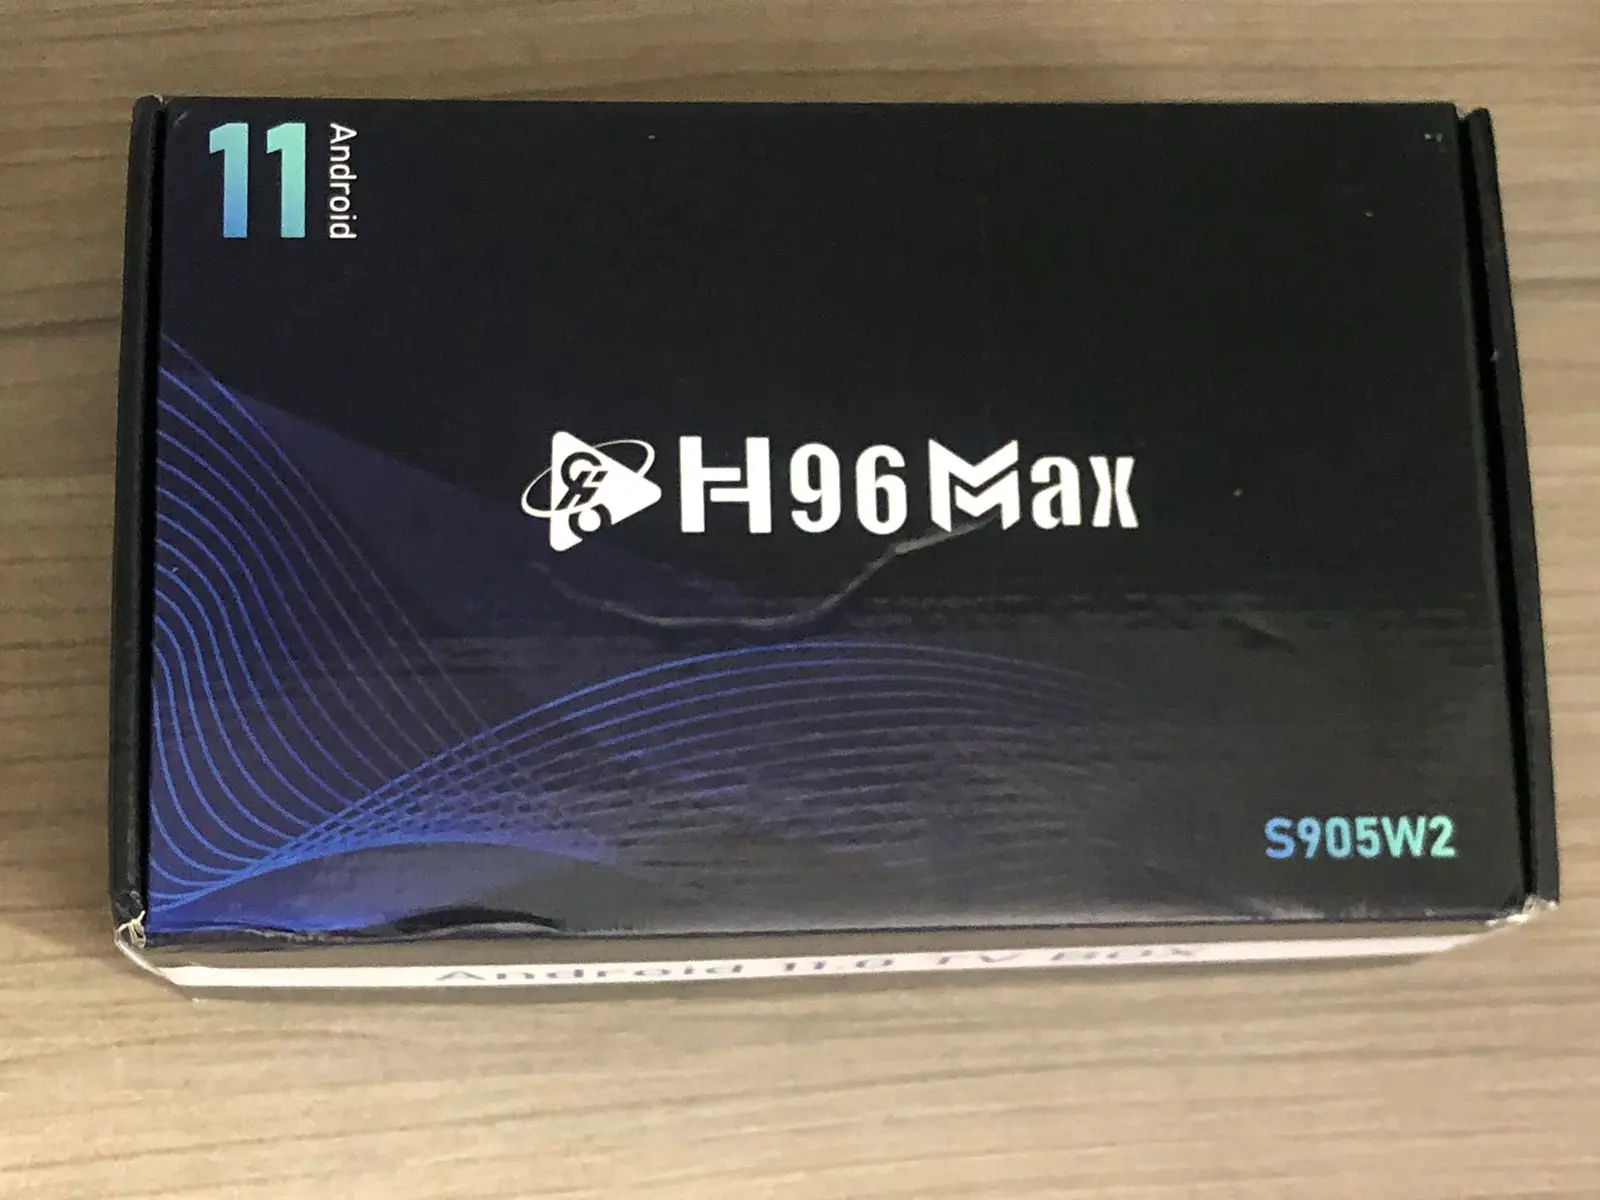 11 Android
H96 Max
S905W2
Android 11.0 TV Box